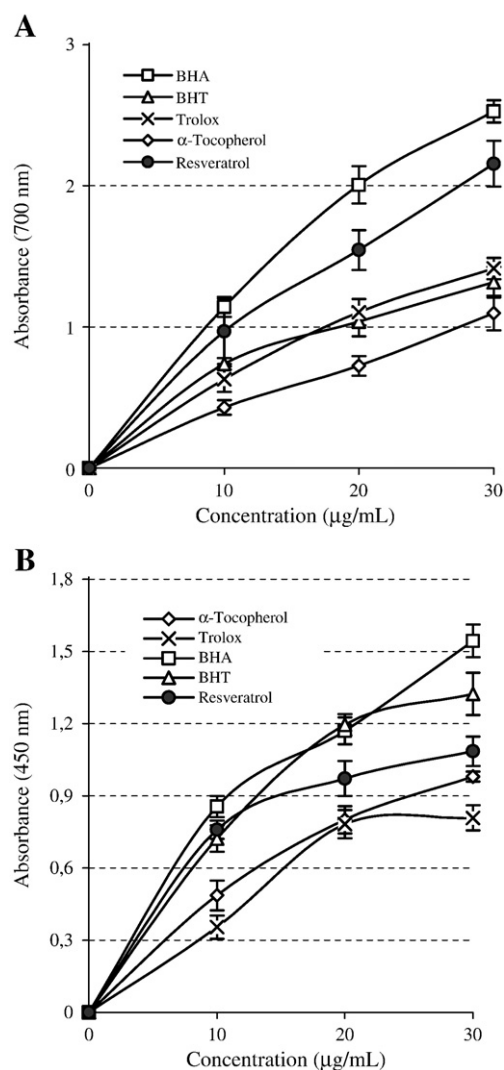 A
3
BHA
BHT
Trolox
α-Tocopherol
Resveratrol
2
Absorbance (700 nm)
1
0
0 10 20 30
Concentration (µg/mL)
B
1,8
α-Tocopherol
Trolox
BHA
BHT
Resveratrol
1,5
1,2
Absorbance (450 nm)
0,9
0,6
0,3
0
0 10 20 30
Concentration (µg/mL)